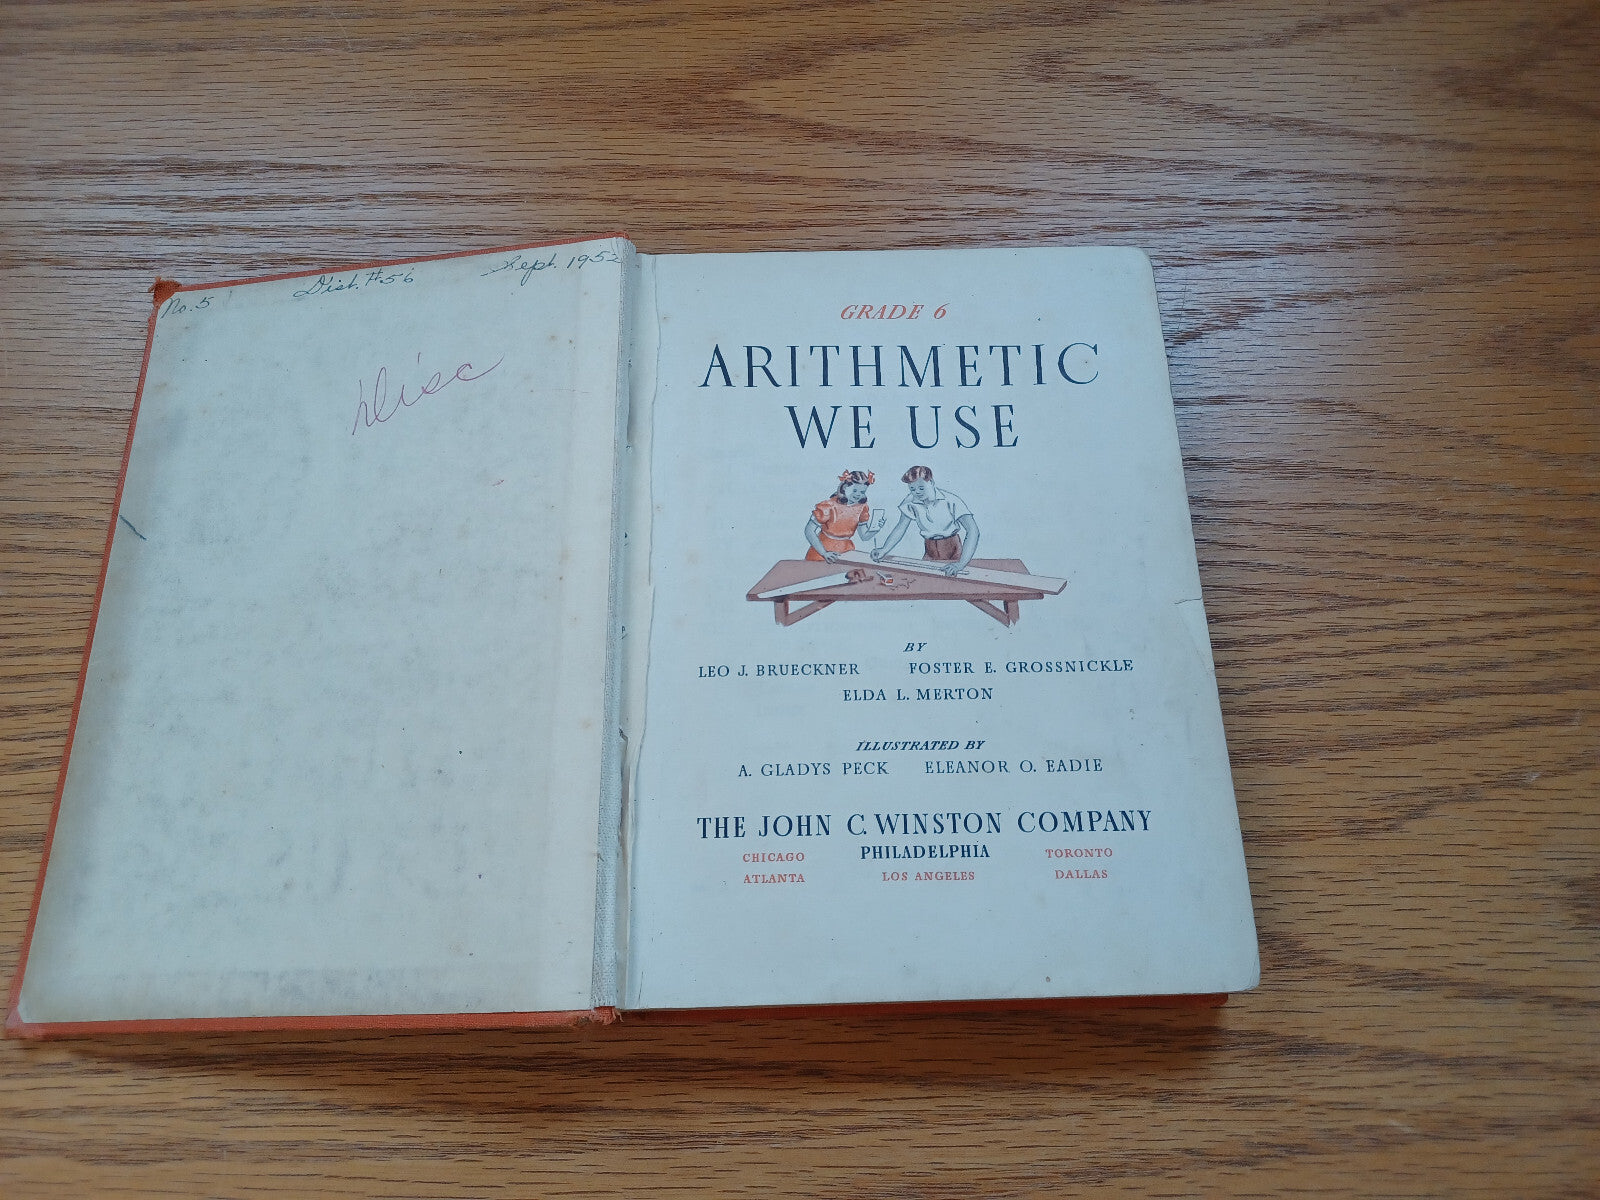 No. 5 Dist. #56 Sept. 1952
Disc
GRADE 6
ARITHMETIC
WE USE
BY
LEO J. BRUECKNER FOSTER E. GROSSNICKLE
ELDA L. MERTON
ILLUSTRATED BY
A. GLADYS PECK ELEANOR O. EADIE
THE JOHN C. WINSTON COMPANY
CHICAGO PHILADELPHIA TORONTO
ATLANTA LOS ANGELES DALLAS